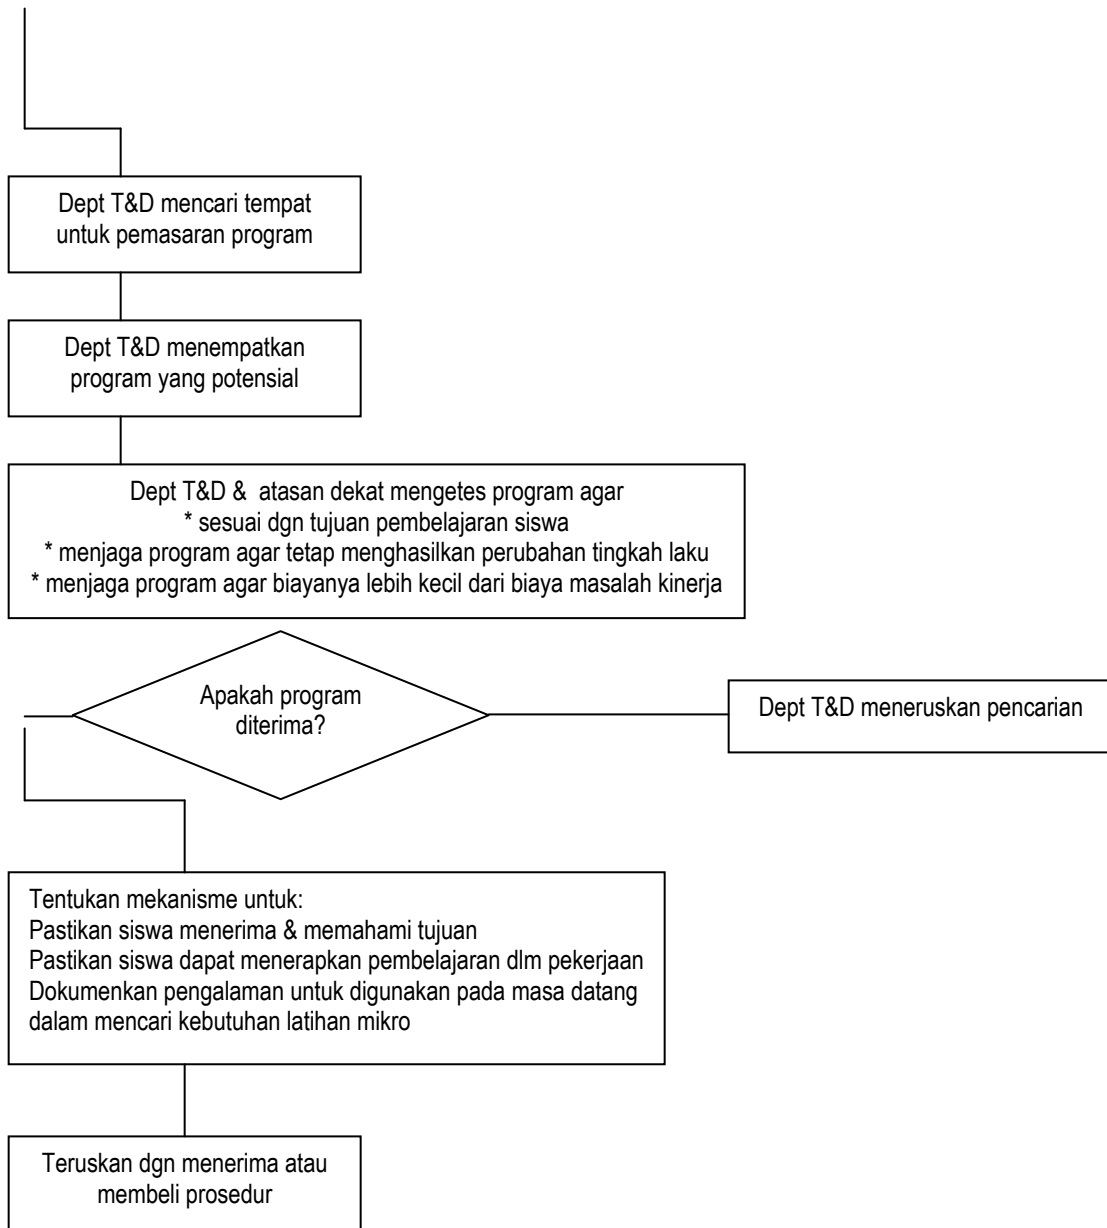 Dept T&D mencari tempat
untuk pemasaran program
Dept T&D menempatkan
program yang potensial
Dept T&D & atasan dekat mengetes program agar
* sesuai dgn tujuan pembelajaran siswa
* menjaga program agar tetap menghasilkan perubahan tingkah laku
* menjaga program agar biayanya lebih kecil dari biaya masalah kinerja
Apakah program
diterima?
Dept T&D meneruskan pencarian
Tentukan mekanisme untuk:
Pastikan siswa menerima & memahami tujuan
Pastikan siswa dapat menerapkan pembelajaran dlm pekerjaan
Dokumenkan pengalaman untuk digunakan pada masa datang
dalam mencari kebutuhan latihan mikro
Teruskan dgn menerima atau
membeli prosedur